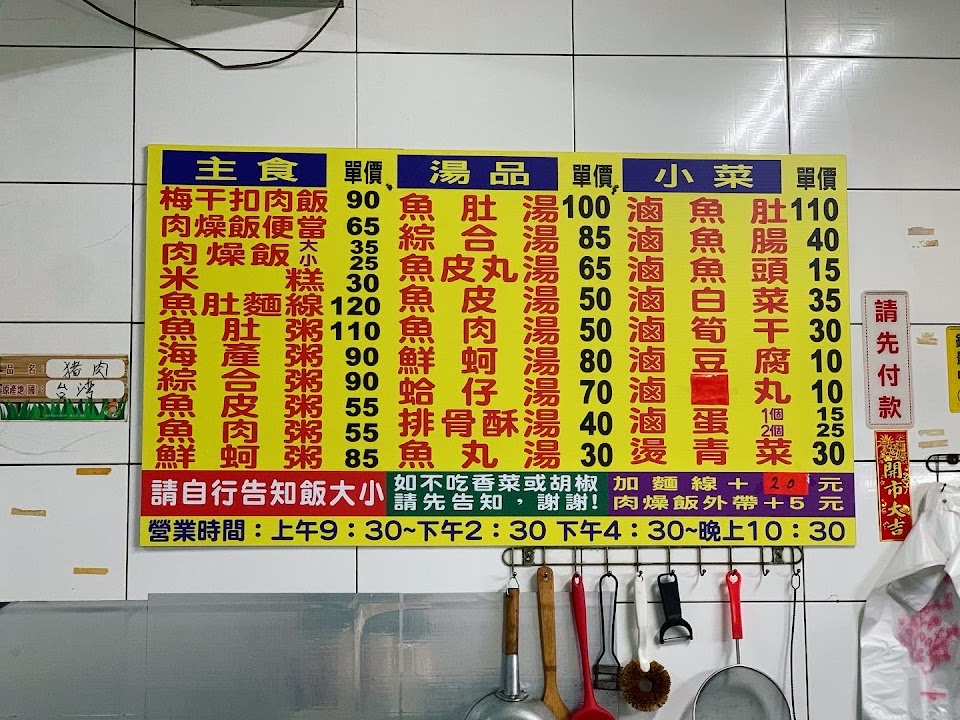 主食 單價
梅干扣肉飯 90
肉燥飯便當 65
肉燥飯 大 35
小 25
米糕 30
魚肚麵線 120
魚肚粥 110
海產粥 90
綜合粥 90
魚皮粥 55
魚肉粥 55
鮮蚵粥 85
湯品 單價
魚肚湯 100
綜合湯 85
魚皮丸湯 65
魚皮湯 50
魚肉湯 50
鮮蚵湯 80
蛤仔湯 70
排骨酥湯 40
魚丸湯 30
小菜 單價
滷魚肚 110
滷魚腸 40
滷魚頭 15
滷白菜 35
滷筍干 30
滷豆腐 10
滷 丸 10
滷蛋 1個 15
2個 25
燙青菜 30
請自行告知飯大小
如不吃香菜或胡椒
請先告知，謝謝!
加麵線+20元
肉燥飯外帶+5元
營業時間：上午9：30~下午2：30 下午4：30~晚上10：30
品名 猪肉
原產地(國) 台灣
請先付款
開市大吉